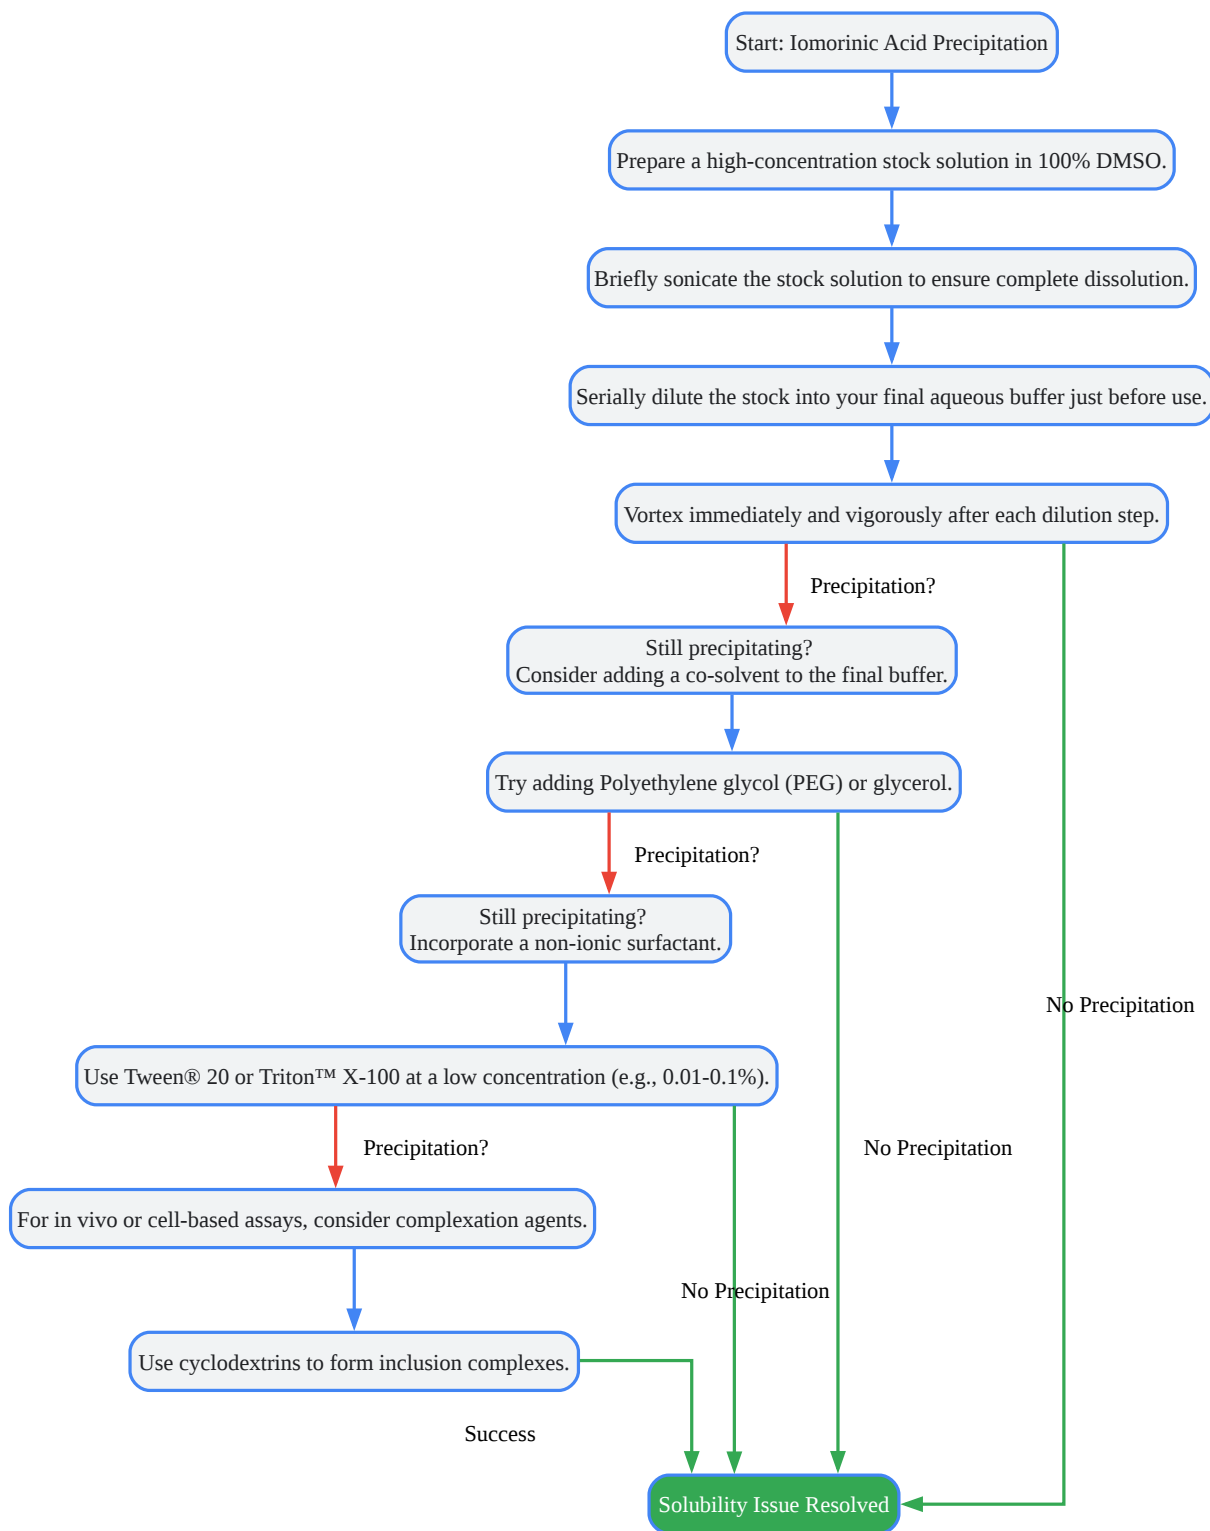 Start: Iomorinic Acid Precipitation
Prepare a high-concentration stock solution in 100% DMSO.
Briefly sonicate the stock solution to ensure complete dissolution.
Serially dilute the stock into your final aqueous buffer just before use.
Vortex immediately and vigorously after each dilution step.
Precipitation?
Still precipitating?
Consider adding a co-solvent to the final buffer.
Try adding Polyethylene glycol (PEG) or glycerol.
Precipitation?
Still precipitating?
Incorporate a non-ionic surfactant.
No Precipitation
Use Tween® 20 or Triton™ X-100 at a low concentration (e.g., 0.01-0.1%).
Precipitation?
No Precipitation
For in vivo or cell-based assays, consider complexation agents.
No Precipitation
Use cyclodextrins to form inclusion complexes.
Success
Solubility Issue Resolved